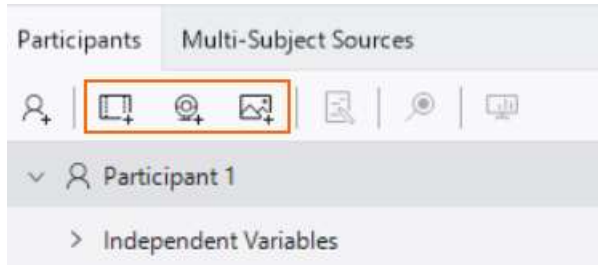 Participants Multi-Subject Sources
Participant 1
Independent Variables